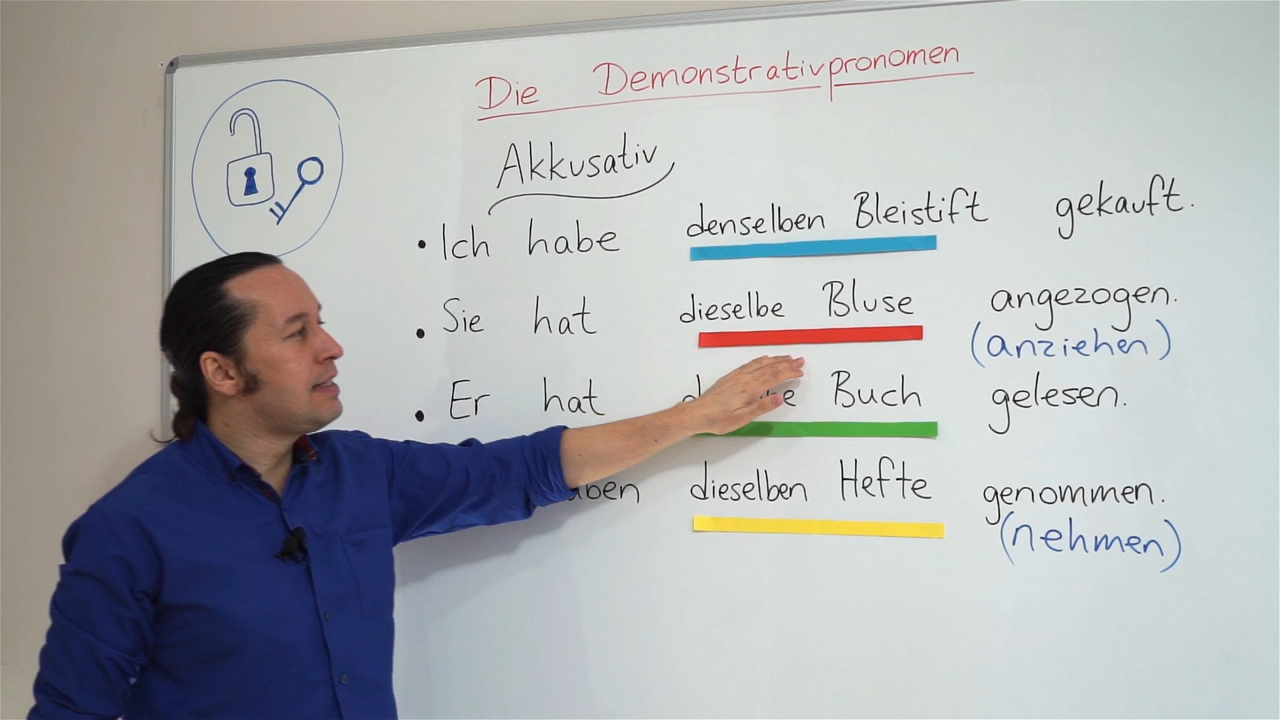 Die Demonstrativpronomen
Akkusativ
• Ich habe denselben Bleistift gekauft.
• Sie hat dieselbe Bluse angezogen.
(anziehen)
• Er hat Buch gelesen.
dieselben Hefte genommen.
(nehmen)